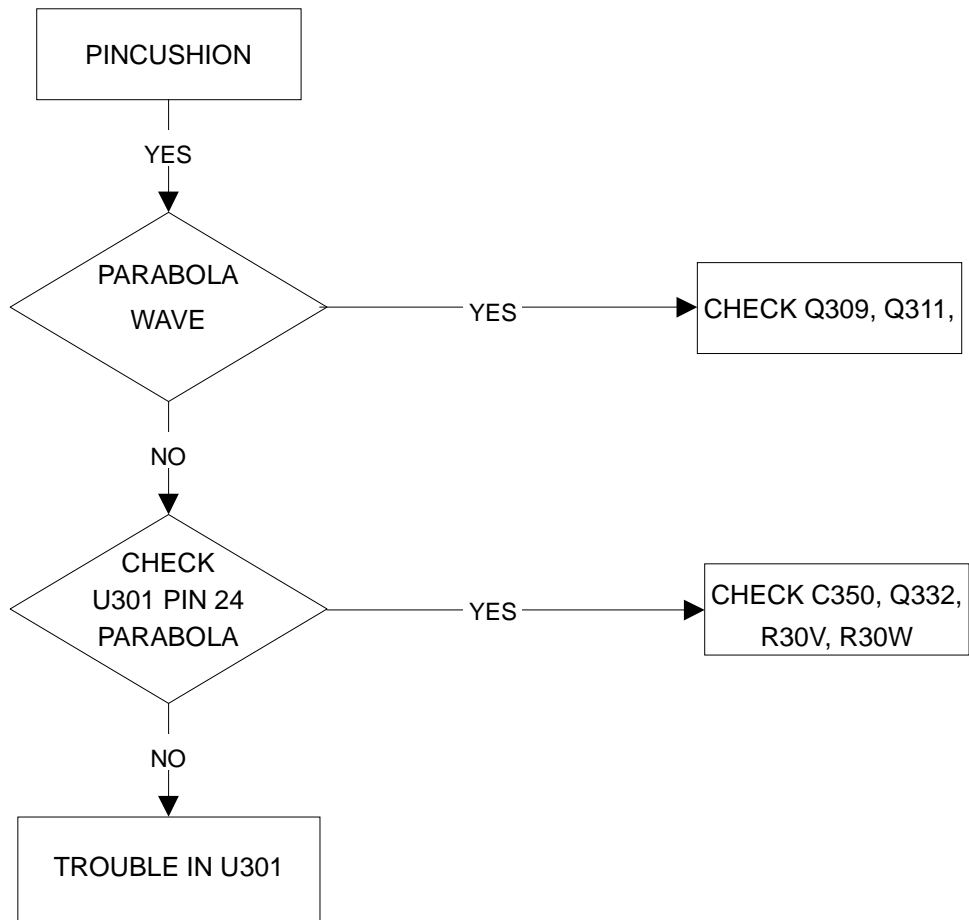 PINCUSHION
YES
PARABOLA
WAVE
YES
CHECK Q309, Q311,
NO
CHECK
U301 PIN 24
PARABOLA
YES
CHECK C350, Q332,
R30V, R30W
NO
TROUBLE IN U301